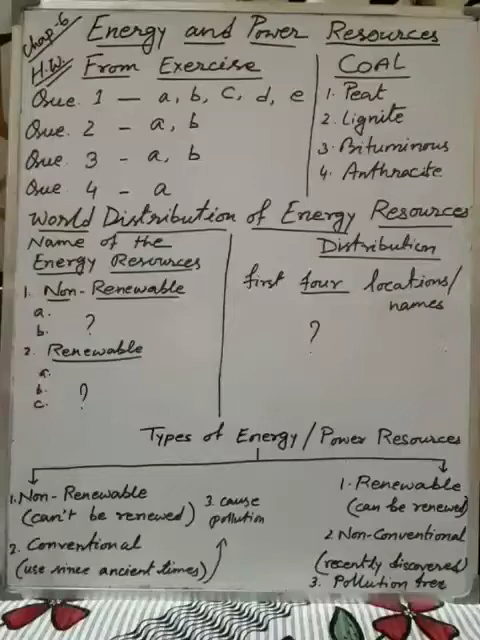 Chap. 6
Energy and Power Resources
H.W. From Exercise
Que. 1 — a, b, c, d, e
Que. 2 - a, b
Que. 3 - a, b
Que. 4 - a
COAL
1. Peat
2. Lignite
3. Bituminous
4. Anthracite
World Distribution of Energy Resources
Name of the
Energy Resources
1. Non-Renewable
a.
b. ?
2. Renewable
a.
b. ?
c.
Distribution
first four locations/
names
?
Types of Energy/Power Resources
1. Non-Renewable
(can't be renewed)
2. Conventional
(use since ancient times)
3. cause
pollution
1. Renewable
(can be renewed)
2. Non-Conventional
(recently discovered)
3. Pollution free